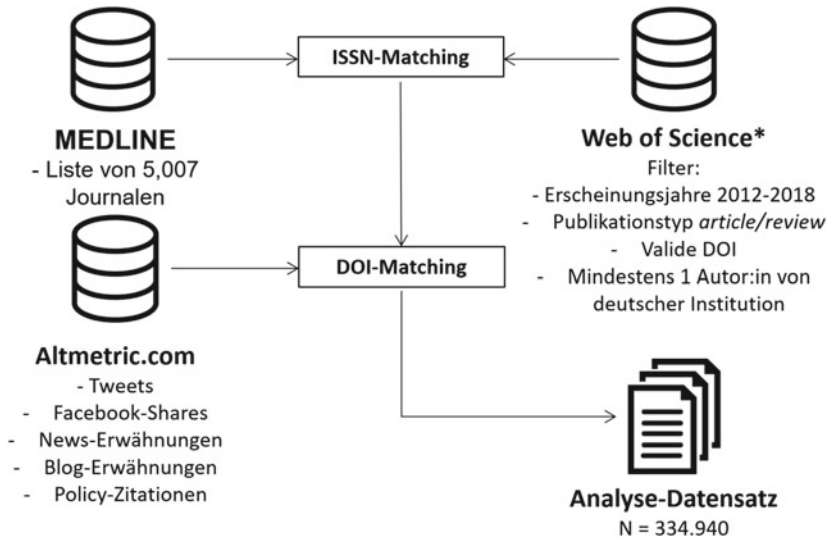 ISSN-Matching
MEDLINE
- Liste von 5,007
Journalen
Web of Science*
Filter:
- Erscheinungsjahre 2012-2018
- Publikationstyp article/review
- Valide DOI
- Mindestens 1 Autor:in von
deutscher Institution
DOI-Matching
Altmetric.com
- Tweets
- Facebook-Shares
- News-Erwähnungen
- Blog-Erwähnungen
- Policy-Zitationen
Analyse-Datensatz
N = 334.940